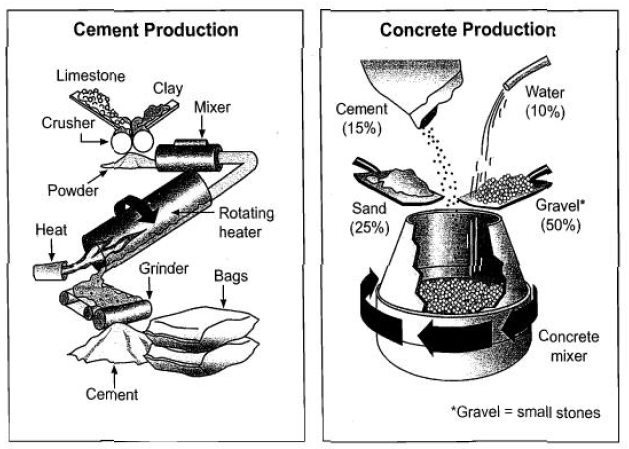 Cement Production
Limestone
Clay
Mixer
Crusher
Powder
Rotating
heater
Heat
Grinder
Bags
Cement
Concrete Production
Cement
(15%)
Water
(10%)
Sand
(25%)
Gravel*
(50%)
Concrete
mixer
*Gravel = small stones